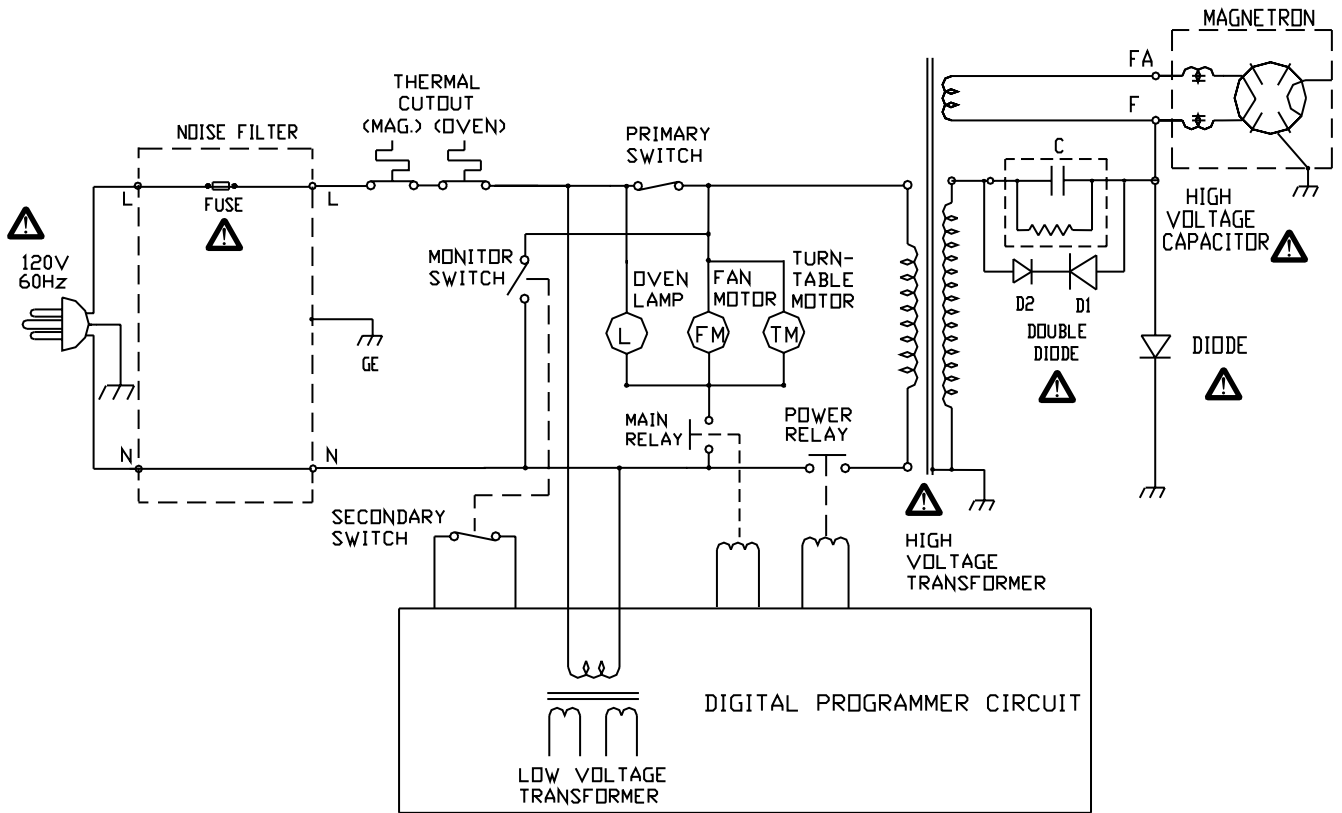 MAGNETRON
FA
F
THERMAL
CUTOUT
(MAG.) (OVEN)
NOISE FILTER
PRIMARY
SWITCH
C
L
FUSE
L
HIGH
VOLTAGE
CAPACITOR
120V
60Hz
MONITOR
SWITCH
OVEN
LAMP
FAN
MOTOR
TURN-
TABLE
MOTOR
L
FM
TM
D2
D1
DOUBLE
DIODE
DIODE
GE
MAIN
RELAY
POWER
RELAY
N
N
SECONDARY
SWITCH
HIGH
VOLTAGE
TRANSFORMER
DIGITAL PROGRAMMER CIRCUIT
LOW VOLTAGE
TRANSFORMER